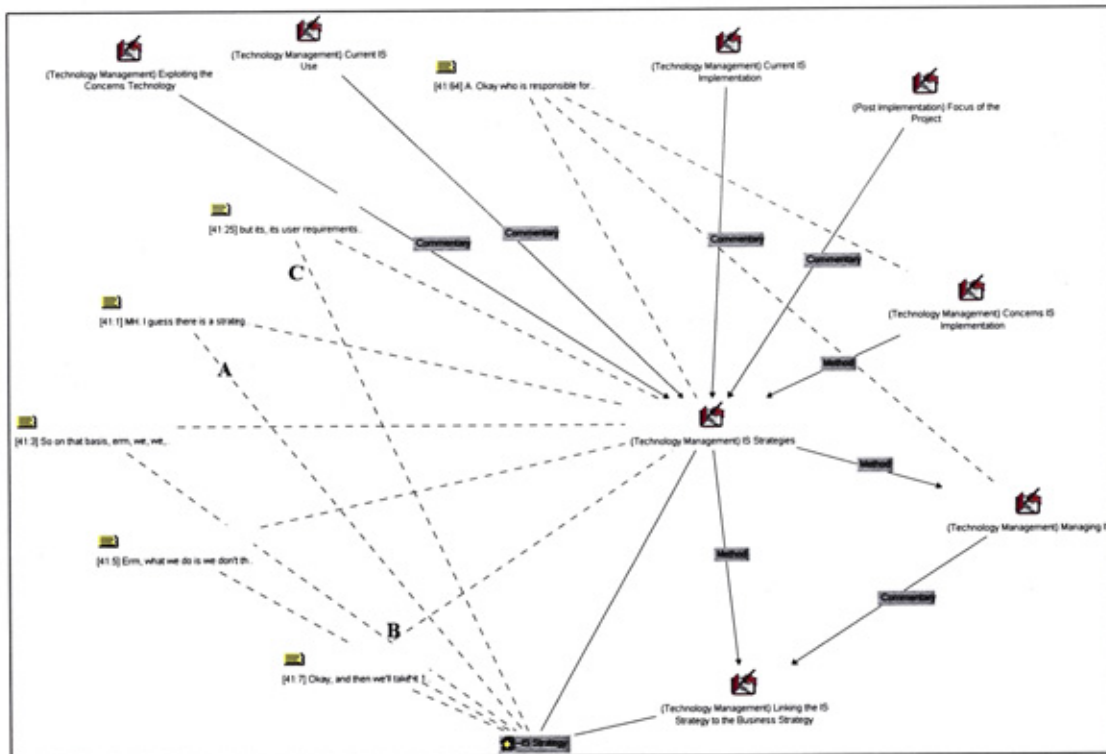 (Technology Management) Exploiting the
Concerns Technology
(Technology Management) Current IS
Use
[41:64] A. Okay who is responsible for..
(Technology Management) Current IS
Implementation
(Post implementation) Focus of the
Project
[41:25] but its, its user requirements..
Commentary
Commentary
Commentary
Commentary
C
[41:1] MH: I guess there is a strateg..
(Technology Management) Concerns IS
Implementation
A
Method
[41:3] So on that basis, erm, we, we,..
(Technology Management) IS Strategies
Method
[41:5] Erm, what we do is we don't th..
(Technology Management) Managing
Method
Commentary
B
[41:7] Okay, and then we'll take it
(Technology Management) Linking the IS
Strategy to the Business Strategy
IS Strategy